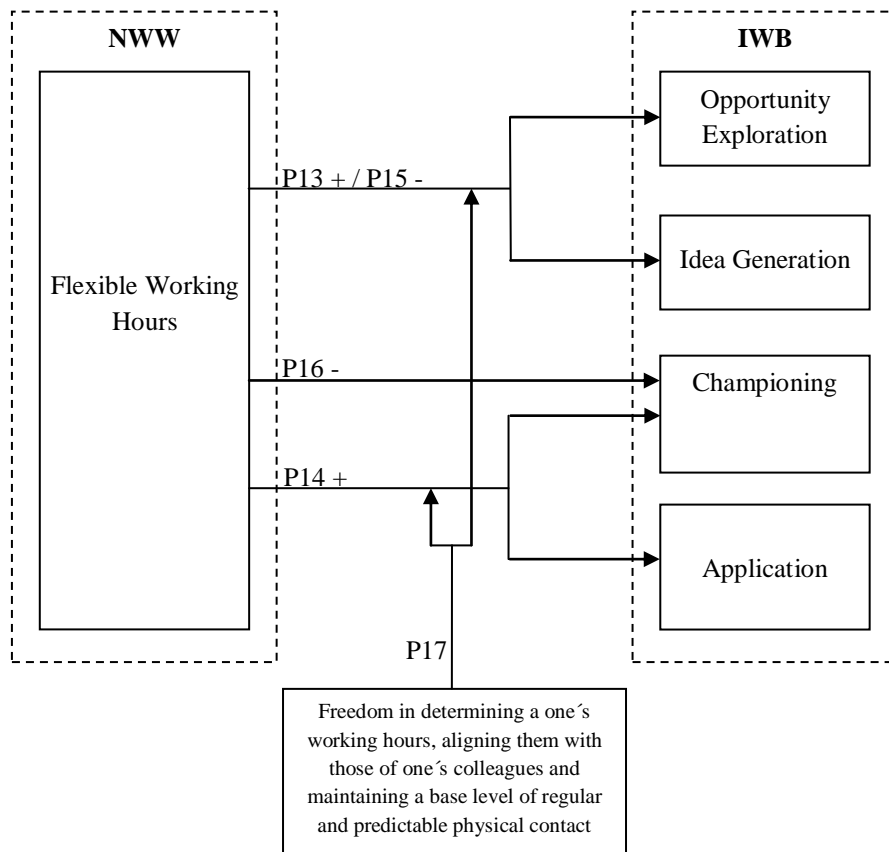 NWW
IWB
Opportunity
Exploration
P13 + / P15 -
Idea Generation
Flexible Working
Hours
P16 -
Championing
P14 +
Application
P17
Freedom in determining a one´s
working hours, aligning them with
those of one´s colleagues and
maintaining a base level of regular
and predictable physical contact